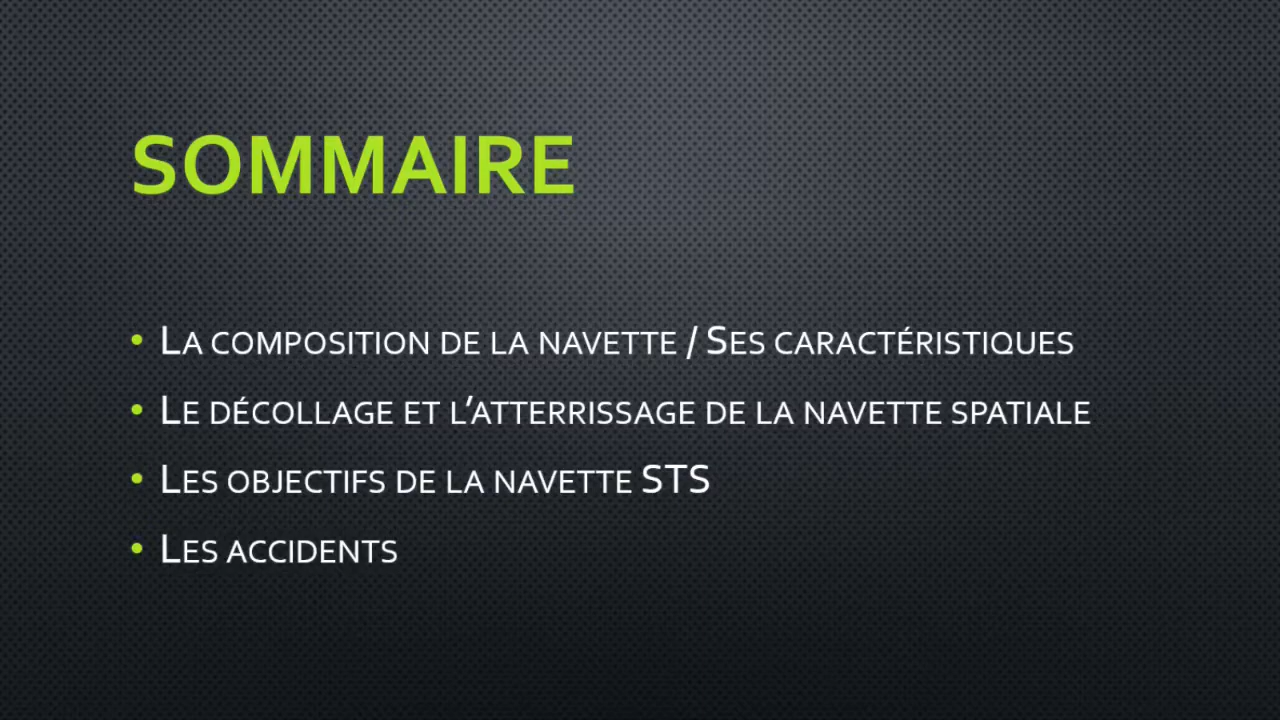 SOMMAIRE
• La composition de la navette / Ses caractéristiques
• Le décollage et l’atterrissage de la navette spatiale
• Les objectifs de la navette STS
• Les accidents